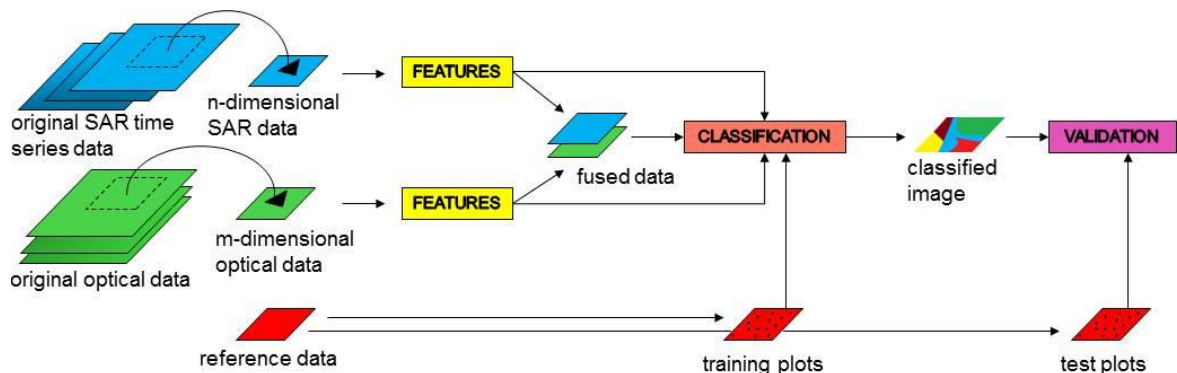 original SAR time
series data
n-dimensional
SAR data
FEATURES
fused data
CLASSIFICATION
classified
image
VALIDATION
original optical data
m-dimensional
optical data
FEATURES
reference data
training plots
test plots